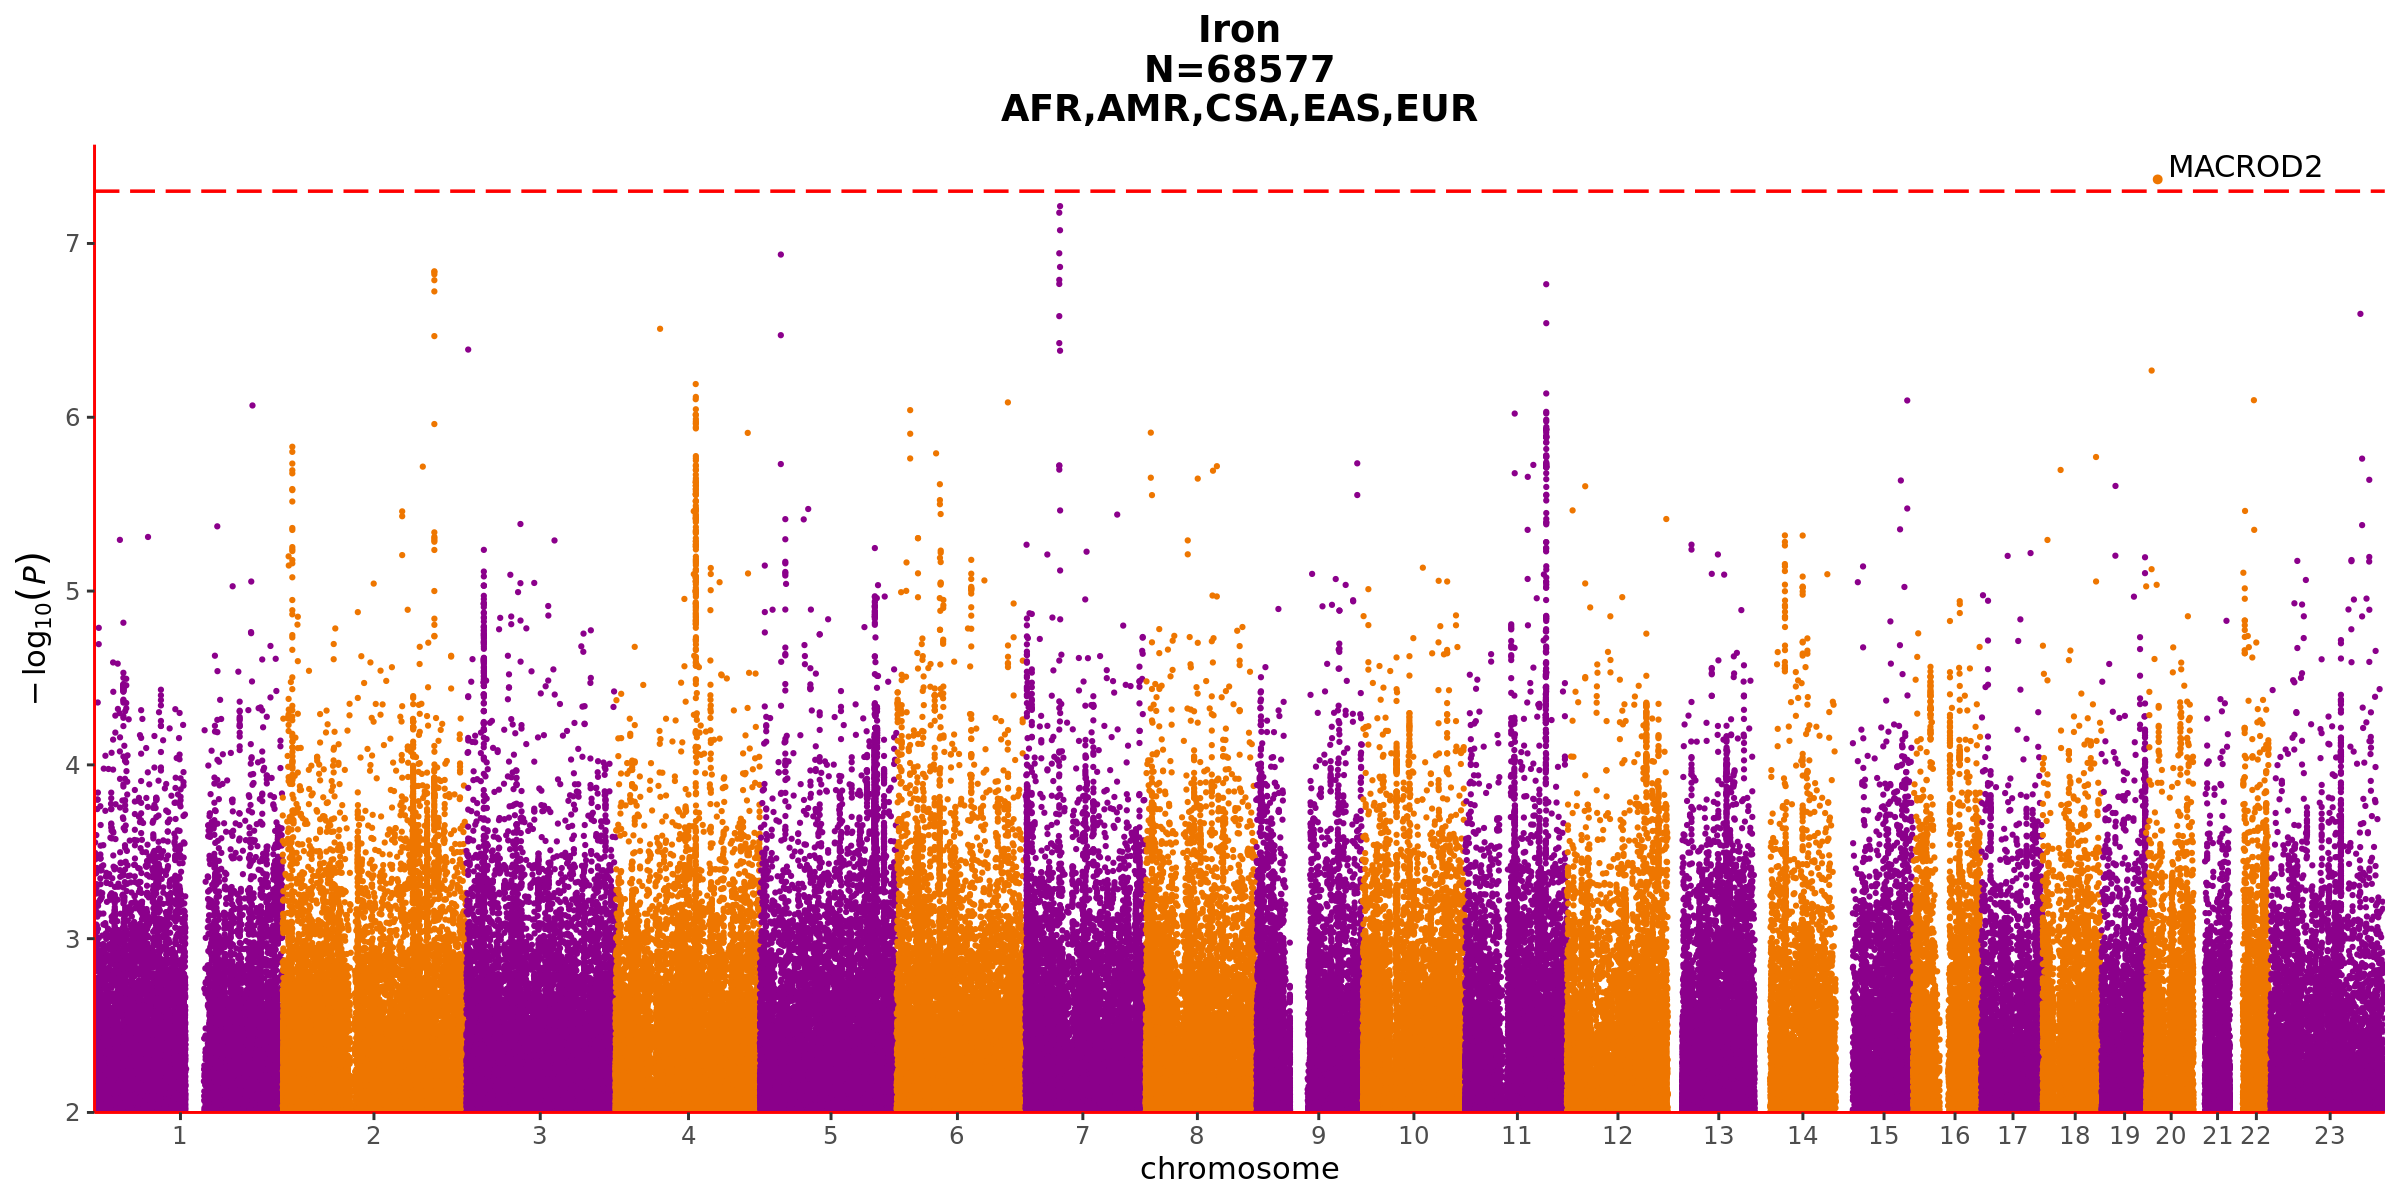 Iron
N=68577
AFR,AMR,CSA,EAS,EUR
MACROD2
7
6
5
4
3
2
−log10(P)
1 2 3 4 5 6 7 8 9 10 11 12 13 14 15 16 17 18 19 20 21 22 23
chromosome